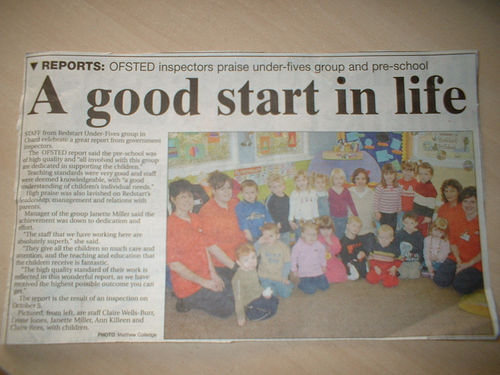 ▼ REPORTS: OFSTED inspectors praise under-fives group and pre-school
A good start in life
STAFF from Redstart Under-Fives group in
Chard celebrate a great report from government
inspectors.
The OFSTED report said the pre-school was
of high quality and "all involved with this group
are dedicated to supporting the children."
Teaching standards were very good and staff
were deemed knowledgeable, with "a good
understanding of children's individual needs."
High praise was also lavished on Redstart's
leadership, management and relations with
parents.
Manager of the group Janette Miller said the
achievement was down to dedication and
effort.
"The staff that we have working here are
absolutely superb," she said.
"They give all the children so much care and
attention, and the teaching and education that
the children receive is fantastic.
"The high quality standard of their work is
reflected in this wonderful report, as we have
received the highest possible outcome you can
get."
The report is the result of an inspection on
October 5.
Pictured, from left, are staff Claire Wells-Burr,
Jones, Janette Miller, Ann Killeen and
Claire Rees, with children.
PHOTO: Matthew Colledge